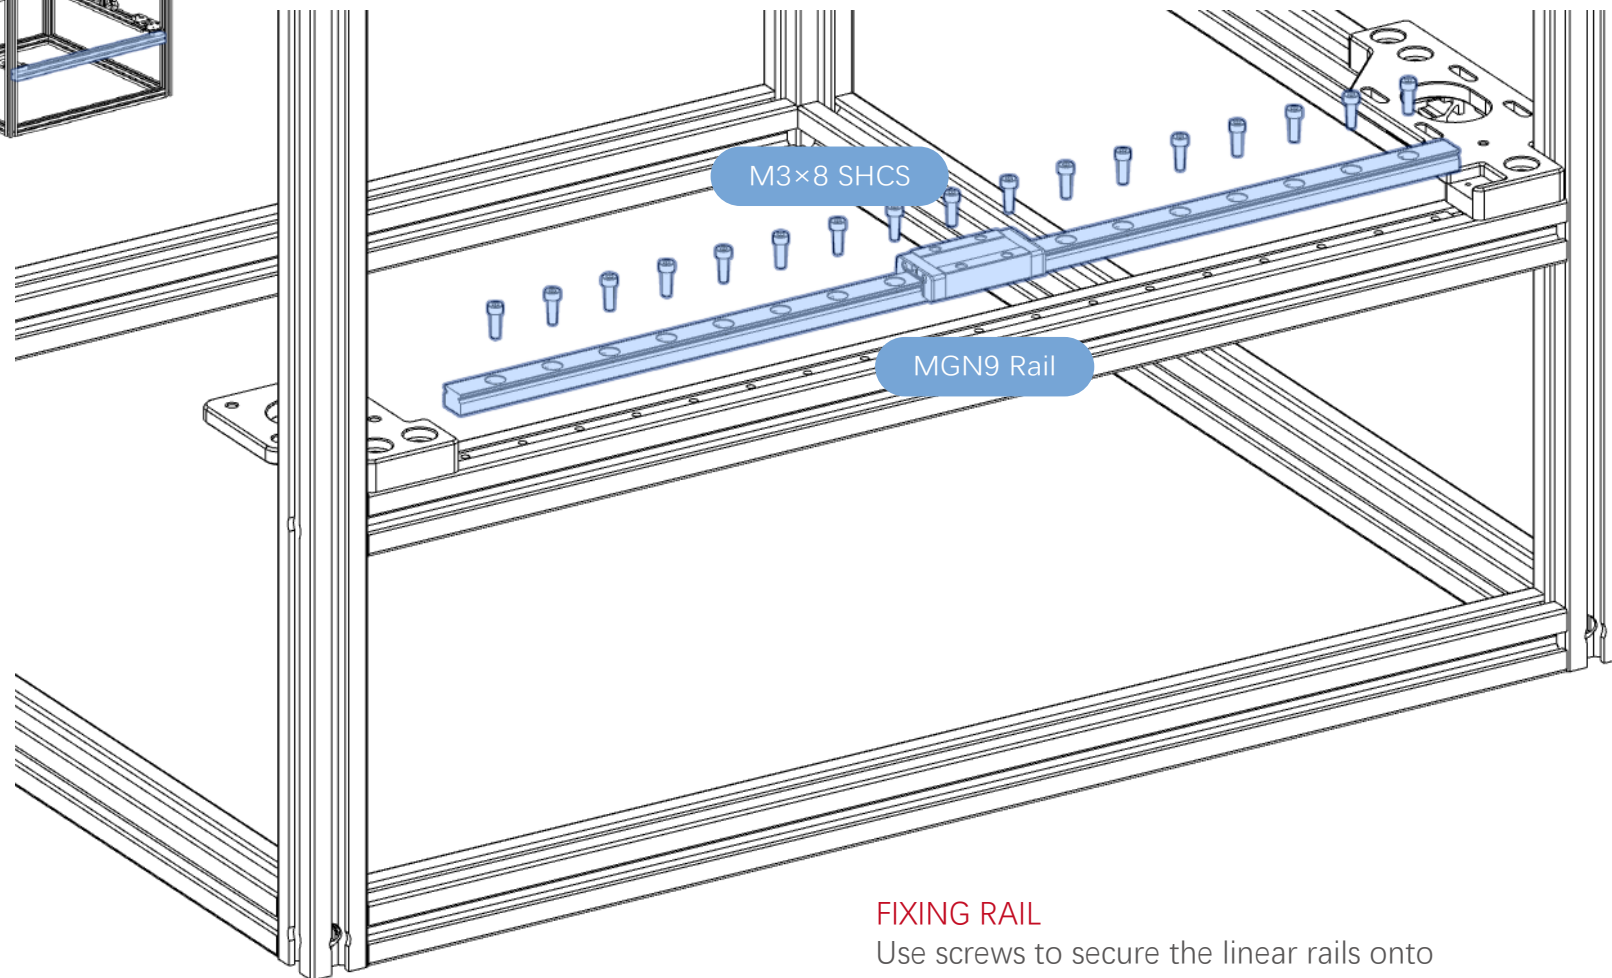 M3×8 SHCS
MGN9 Rail
FIXING RAIL
Use screws to secure the linear rails onto